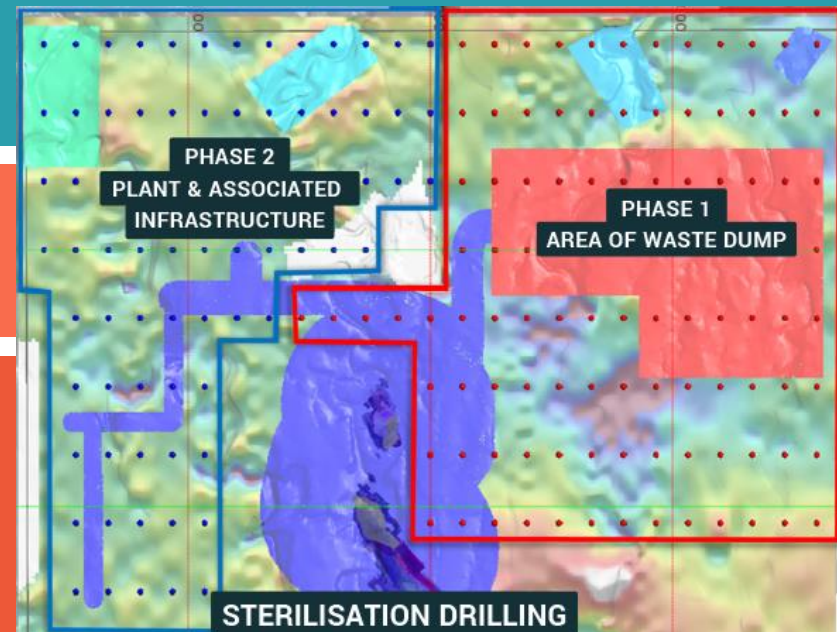 PHASE 2
PLANT & ASSOCIATED
INFRASTRUCTURE
PHASE 1
AREA OF WASTE DUMP
STERILISATION DRILLING